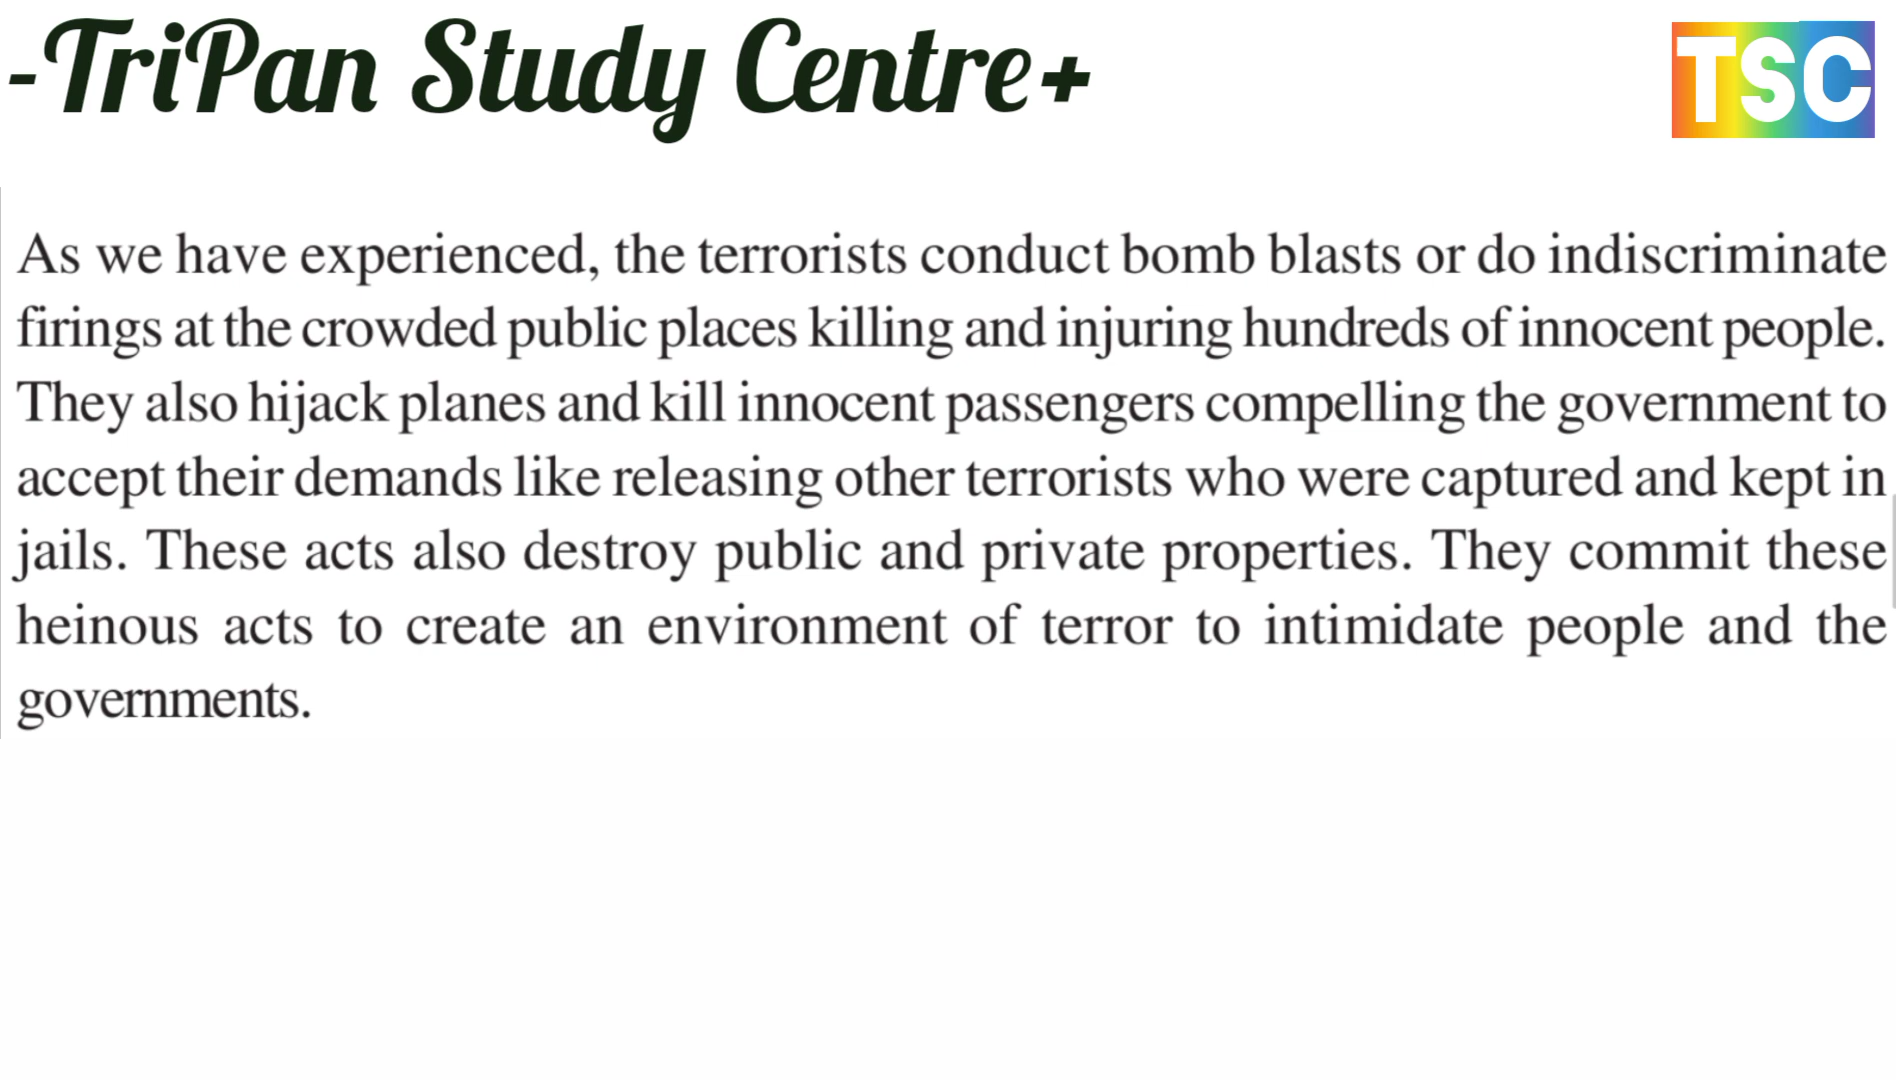 -TriPan Study Centre+
TSC
As we have experienced, the terrorists conduct bomb blasts or do indiscriminate
firings at the crowded public places killing and injuring hundreds of innocent people.
They also hijack planes and kill innocent passengers compelling the government to
accept their demands like releasing other terrorists who were captured and kept in
jails. These acts also destroy public and private properties. They commit these
heinous acts to create an environment of terror to intimidate people and the
governments.